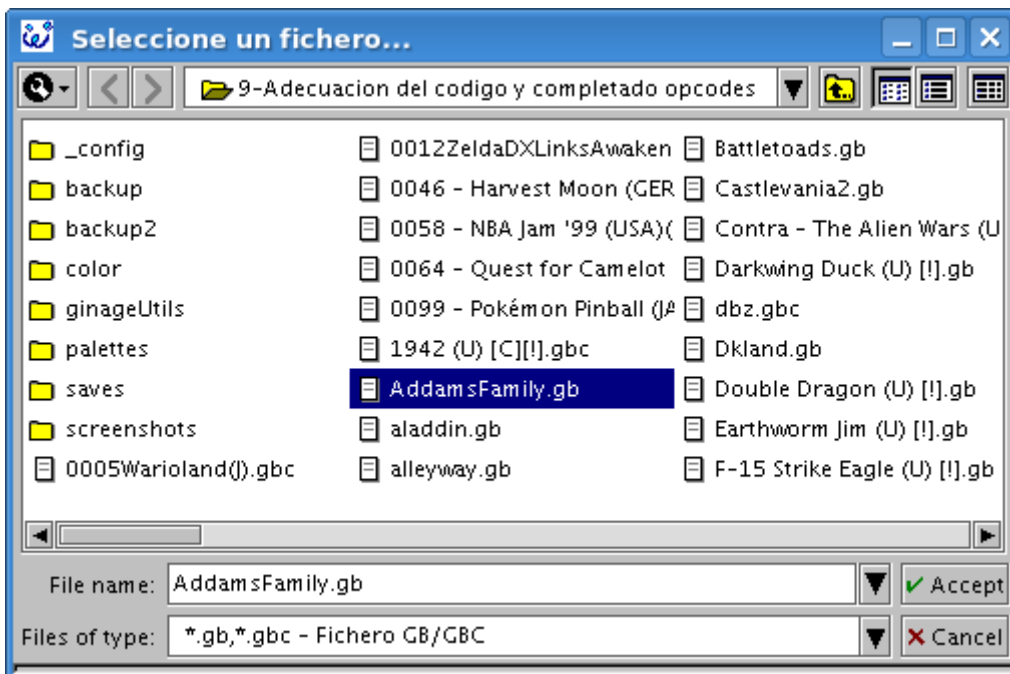 Seleccione un fichero...
9-Adecuacion del codigo y completado opcodes
_config
backup
backup2
color
ginageUtils
palettes
saves
screenshots
0005Warioland(J).gbc
0012ZeldaDXLinksAwaken
0046 - Harvest Moon (GER
0058 - NBA Jam '99 (USA)(
0064 - Quest for Camelot
0099 - Pokémon Pinball (JA
1942 (U) [C][!].gbc
AddamsFamily.gb
aladdin.gb
alleyway.gb
Battletoads.gb
Castlevania2.gb
Contra - The Alien Wars (U
Darkwing Duck (U) [!].gb
dbz.gbc
Dkland.gb
Double Dragon (U) [!].gb
Earthworm Jim (U) [!].gb
F-15 Strike Eagle (U) [!].gb
File name: AddamsFamily.gb
Accept
Files of type: *.gb,*.gbc - Fichero GB/GBC
Cancel